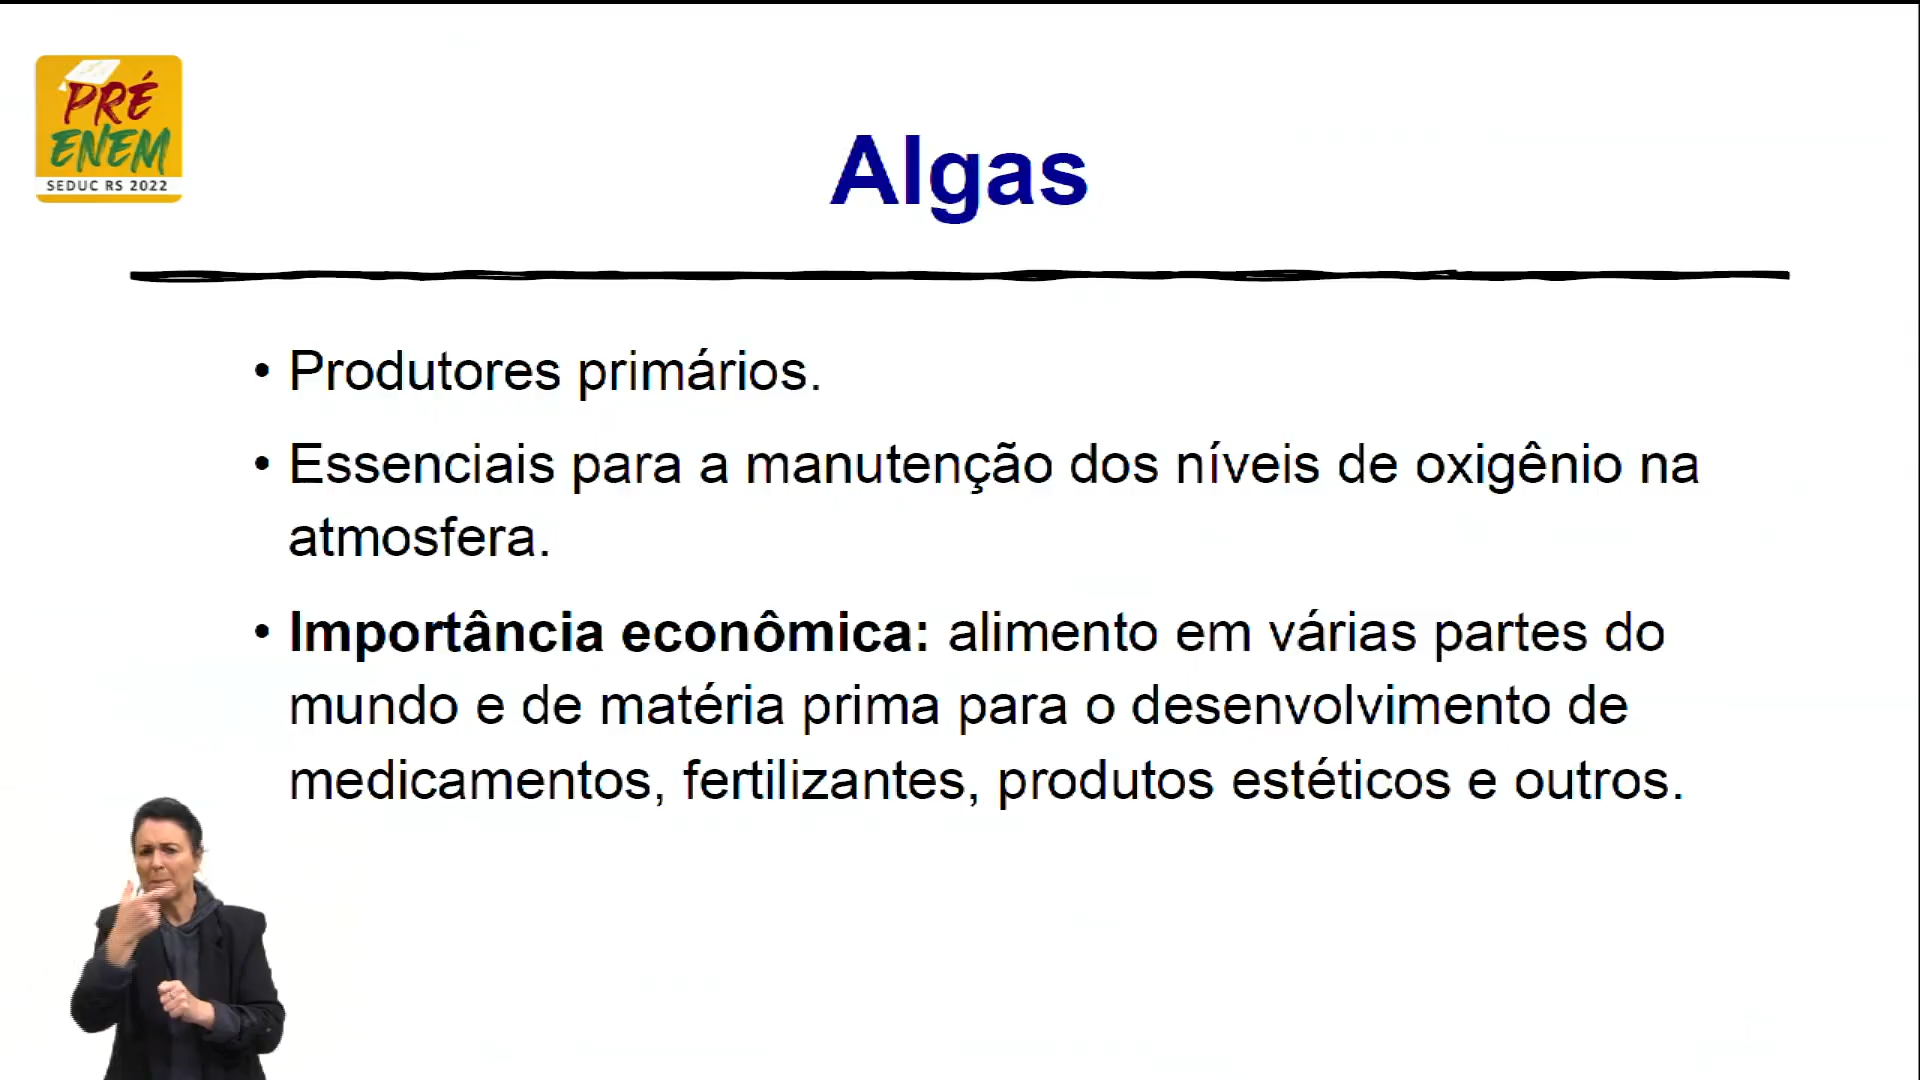 PRÉ
ENEM
SEDUC RS 2022
Algas
• Produtores primários.
• Essenciais para a manutenção dos níveis de oxigênio na
atmosfera.
• Importância econômica: alimento em várias partes do
mundo e de matéria prima para o desenvolvimento de
medicamentos, fertilizantes, produtos estéticos e outros.